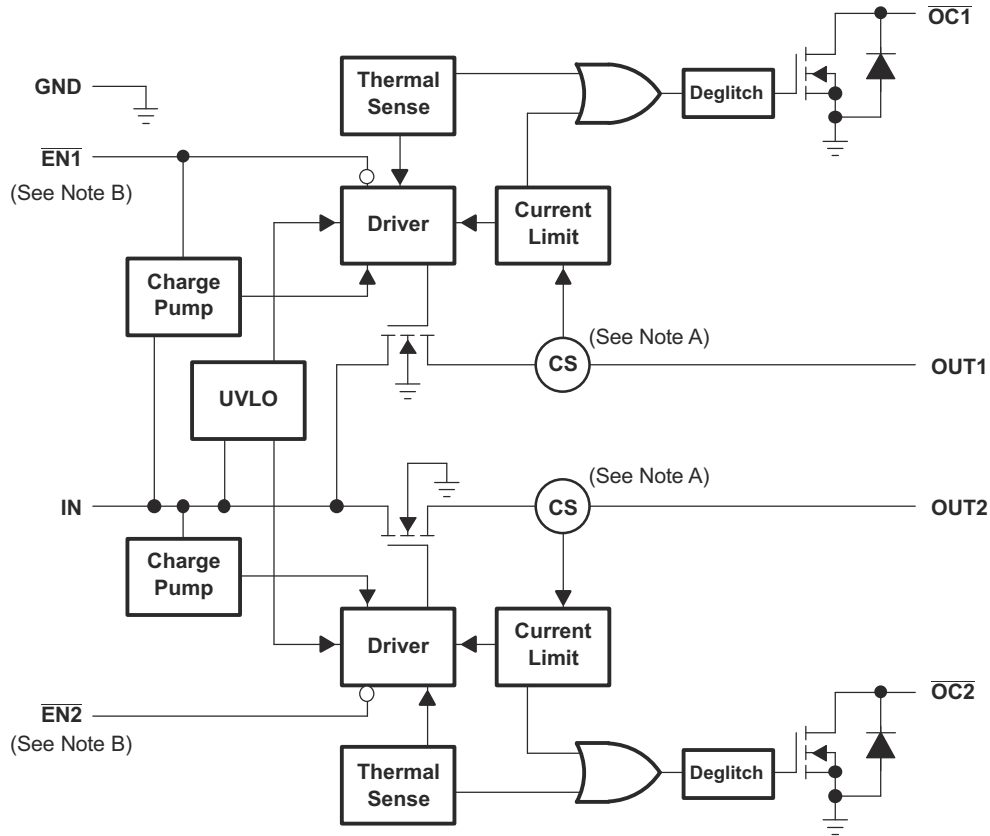 OC1
Thermal
Sense
Deglitch
GND
EN1
(See Note B)
Driver
Current
Limit
Charge
Pump
(See Note A)
CS
OUT1
UVLO
(See Note A)
IN
CS
OUT2
Charge
Pump
Driver
Current
Limit
EN2
(See Note B)
OC2
Thermal
Sense
Deglitch